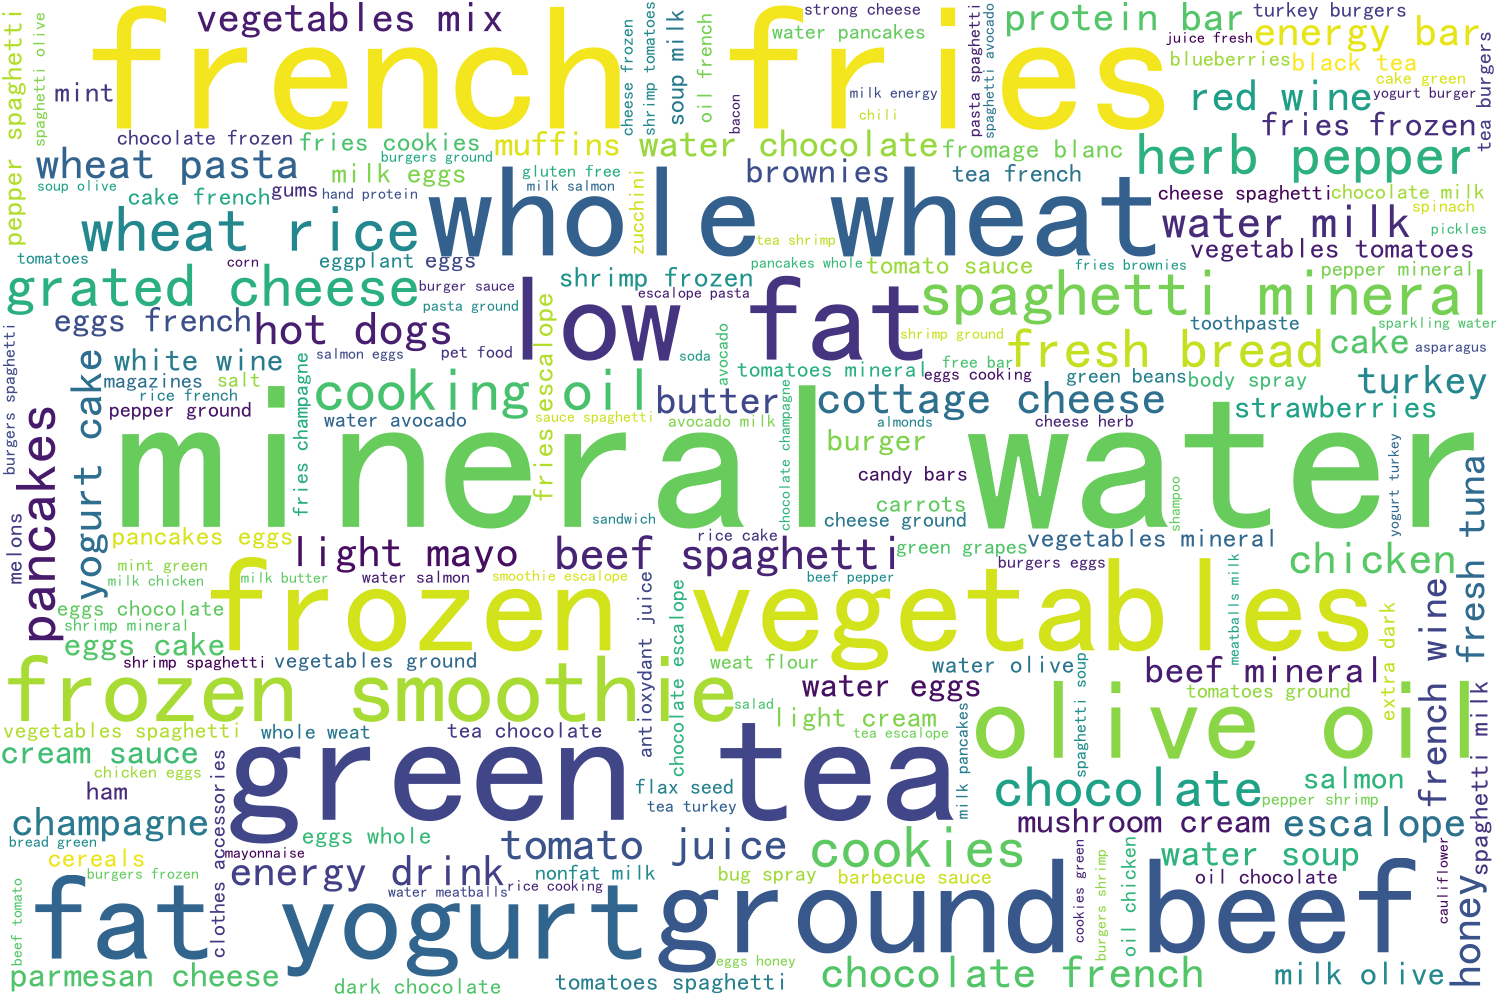 vegetables mix
strong cheese
water pancakes
protein bar
turkey burgers
juice fresh
energy bar
french fries
pepper spaghetti
spaghetti olive
mint
cheese frozen
shrimp tomatoes
soup milk
oil french
bacon
milk energy
chili
pasta spaghetti
spaghetti avocado
blueberries
black tea
cake green
red wine
yogurt burger
tea burgers
fries frozen
chocolate frozen
fries cookies
muffins
water chocolate
fromage blanc
herb pepper
wheat pasta
burgers ground
milk eggs
gluten free
milk salmon
brownies
tea french
soup olive
cake french
gums
hand protein
whole wheat
zucchini
cheese spaghetti
chocolate milk
spinach
pickles
wheat rice
water milk
vegetables tomatoes
tea shrimp
tomatoes
corn
eggplant
eggs
pancakes whole
tomato sauce
fries brownies
pepper mineral
grated cheese
burger sauce
pasta ground
shrimp frozen
escalope pasta
low fat
spaghetti mineral
eggs french
hot dogs
fries escalope
shrimp ground
toothpaste
sparkling water
fresh bread
cake
asparagus
burgers spaghetti
yogurt cake
white wine
salmon eggs
pet food
soda
avocado
free bar
magazines
salt
rice french
pepper ground
fries champagne
cooking oil
tomatoes mineral
eggs cooking
green beans
body spray
turkey
butter
cottage cheese
strawberries
water avocado
sauce spaghetti
avocado milk
chocolate champagne
almonds
cheese herb
pancakes
mineral water
burger
candy bars
carrots
cheese ground
shampoo
yogurt turkey
fresh tuna
melons
sandwich
pancakes eggs
light mayo
beef spaghetti
rice cake
green grapes
vegetables mineral
burgers eggs
chicken
mint green
milk chicken
milk butter
water salmon
smoothie escalope
beef pepper
eggs chocolate
shrimp mineral
eggs cake
frozen vegetables
antioxydant juice
chocolate escalope
meatballs milk
extra dark
french wine
shrimp spaghetti
vegetables ground
weat flour
water olive
spaghetti soup
beef mineral
frozen smoothie
salad
water eggs
tomatoes ground
vegetables spaghetti
whole weat
tea chocolate
light cream
tea escalope
milk pancakes
olive oil
spaghetti milk
cream sauce
chicken eggs
clothes accessories
green tea
flax seed
tea turkey
chocolate
salmon
pepper shrimp
ham
champagne
bread green
eggs whole
mushroom cream
escalope
cereals
mayonnaise
tomato juice
cookies
cookies green
burgers shrimp
oil chicken
water soup
cauliflower
honey
burgers frozen
energy drink
water meatballs
rice cooking
nonfat milk
bug spray
barbecue sauce
oil chocolate
beef tomato
fat yogurt
ground beef
parmesan cheese
dark chocolate
tomatoes spaghetti
eggs honey
chocolate french
milk olive